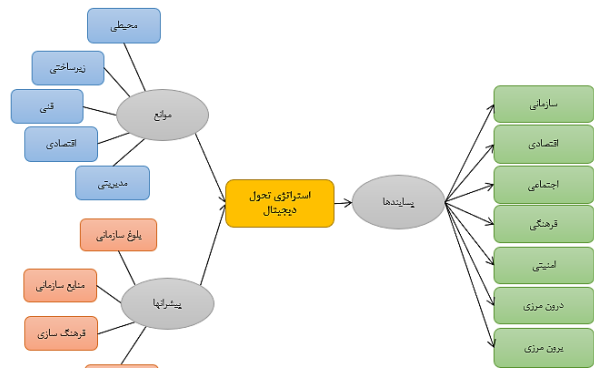 محیطی
زیرساختی
فنی
اقتصادی
مدیریتی
موانع
بلوغ سازمانی
منابع سازمانی
فرهنگ سازی
پیشرانها
استراتژی تحول
دیجیتال
پسایندها
سازمانی
اقتصادی
اجتماعی
فرهنگی
امنیتی
درون مرزی
برون مرزی